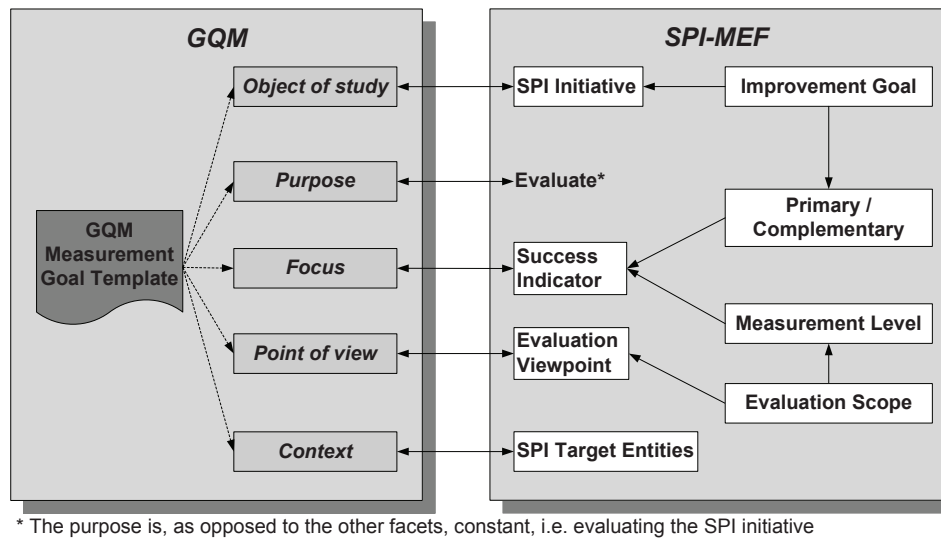 GQM
Object of study
Purpose
GQM
Measurement
Goal Template
Focus
Point of view
Context
SPI-MEF
SPI Initiative
Improvement Goal
Evaluate*
Primary /
Complementary
Success
Indicator
Measurement Level
Evaluation
Viewpoint
Evaluation Scope
SPI Target Entities
* The purpose is, as opposed to the other facets, constant, i.e. evaluating the SPI initiative